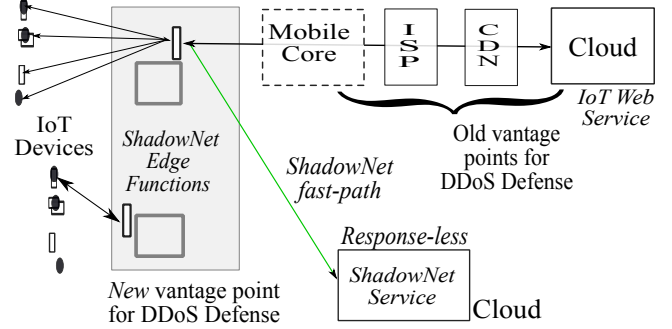 Mobile
Core
I
S
P
C
D
N
Cloud
IoT Web
Service
IoT
Devices
ShadowNet
Edge
Functions
Old vantage
points for
DDoS Defense
ShadowNet
fast-path
Response-less
ShadowNet
Service
Cloud
New vantage point
for DDoS Defense